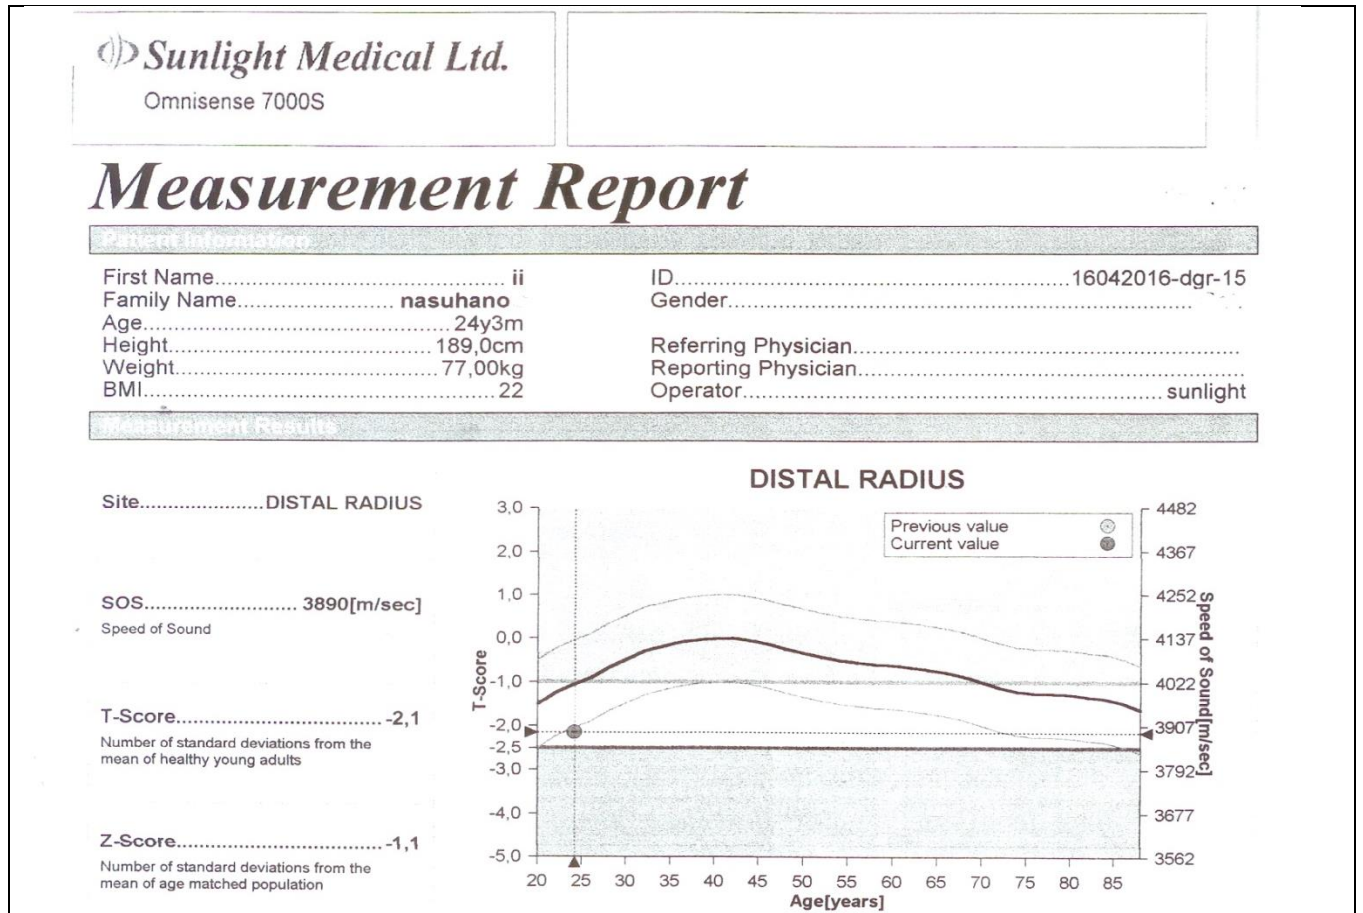 Sunlight Medical Ltd.
Omnisense 7000S
Measurement Report
Patient Information
First Name................................................ ii
Family Name........................... nasuhano
Age..................................................... 24y3m
Height.............................................. 189,0cm
Weight.............................................. 77,00kg
BMI............................................................. 22
ID.....................................................................16042016-dgr-15
Gender................................................................................
Referring Physician...................................................................
Reporting Physician...................................................................
Operator.......................................................................... sunlight
Measurement Results
Site......................DISTAL RADIUS
SOS........................... 3890[m/sec]
Speed of Sound
T-Score.................................... -2,1
Number of standard deviations from the
mean of healthy young adults
Z-Score.................................... -1,1
Number of standard deviations from the
mean of age matched population
DISTAL RADIUS
Previous value
Current value
T-Score
3,0
2,0
1,0
0,0
-1,0
-2,0
-2,5
-3,0
-4,0
-5,0
4482
4367
4252
4137
4022
3907
3792
3677
3562
Speed of Sound[m/sec]
20 25 30 35 40 45 50 55 60 65 70 75 80 85
Age[years]